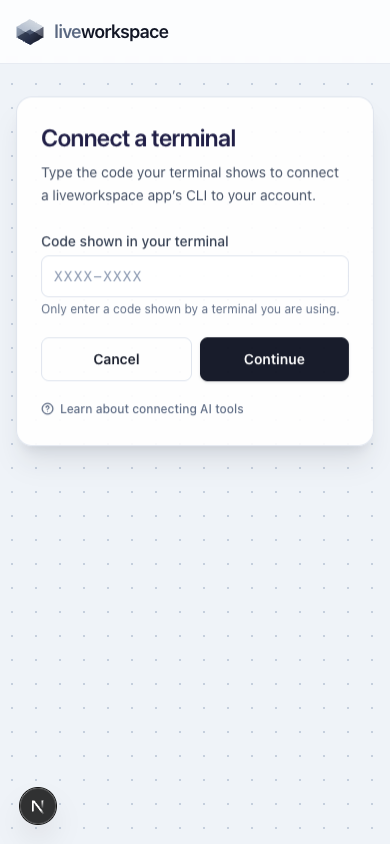 liveworkspace
Connect a terminal
Type the code your terminal shows to connect
a liveworkspace app’s CLI to your account.
Code shown in your terminal
XXXX–XXXX
Only enter a code shown by a terminal you are using.
Cancel
Continue
Learn about connecting AI tools
N